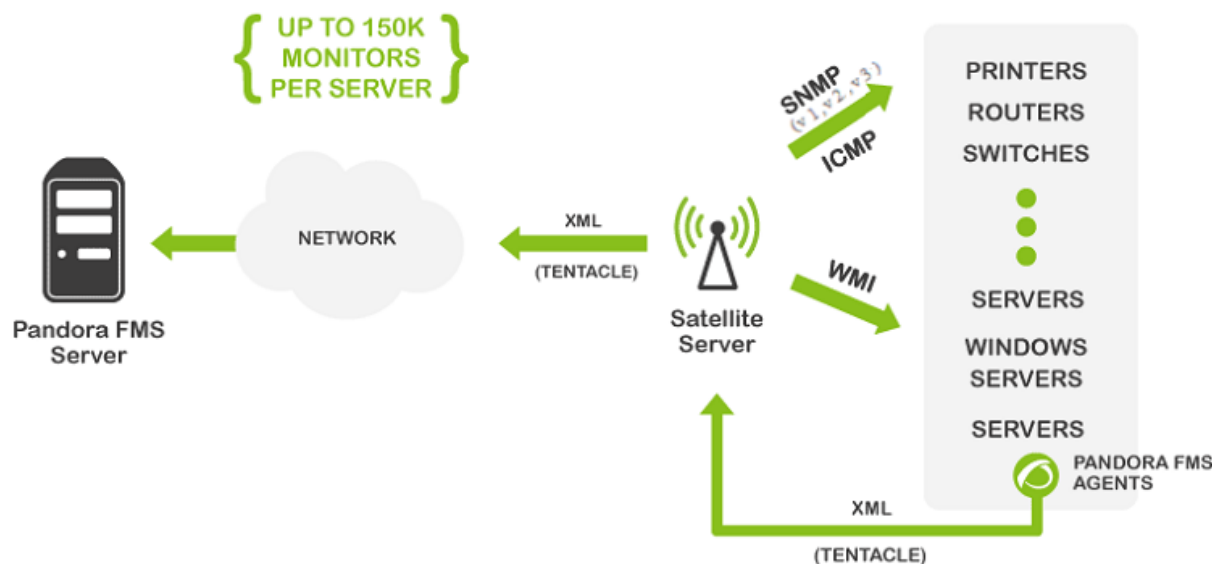 UP TO 150K
MONITORS
PER SERVER
SNMP
(v1,v2,v3)
ICMP
PRINTERS
ROUTERS
SWITCHES
NETWORK
XML
(TENTACLE)
WMI
Pandora FMS
Server
Satellite
Server
SERVERS
WINDOWS
SERVERS
SERVERS
PANDORA FMS
AGENTS
XML
(TENTACLE)